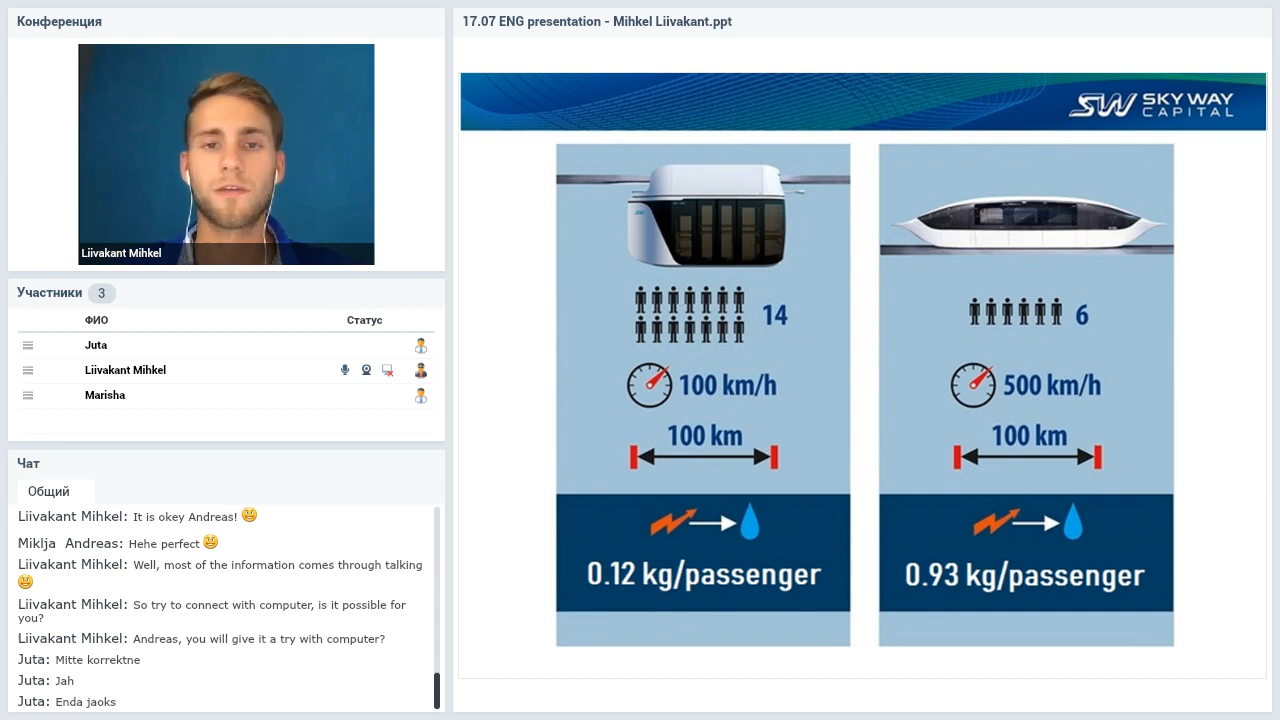 Конференция
Liivakant Mihkel
Участники 3
ФИО Статус
Juta
Liivakant Mihkel
Marisha
Чат
Общий
Liivakant Mihkel: It is okey Andreas!
Miklja Andreas: Hehe perfect
Liivakant Mihkel: Well, most of the information comes through talking
Liivakant Mihkel: So try to connect with computer, is it possible for
you?
Liivakant Mihkel: Andreas, you will give it a try with computer?
Juta: Mitte korrektne
Juta: Jah
Juta: Enda jaoks
17.07 ENG presentation - Mihkel Liivakant.ppt
SW SKY WAY
CAPITAL
14
100 km/h
100 km
0.12 kg/passenger
6
500 km/h
100 km
0.93 kg/passenger